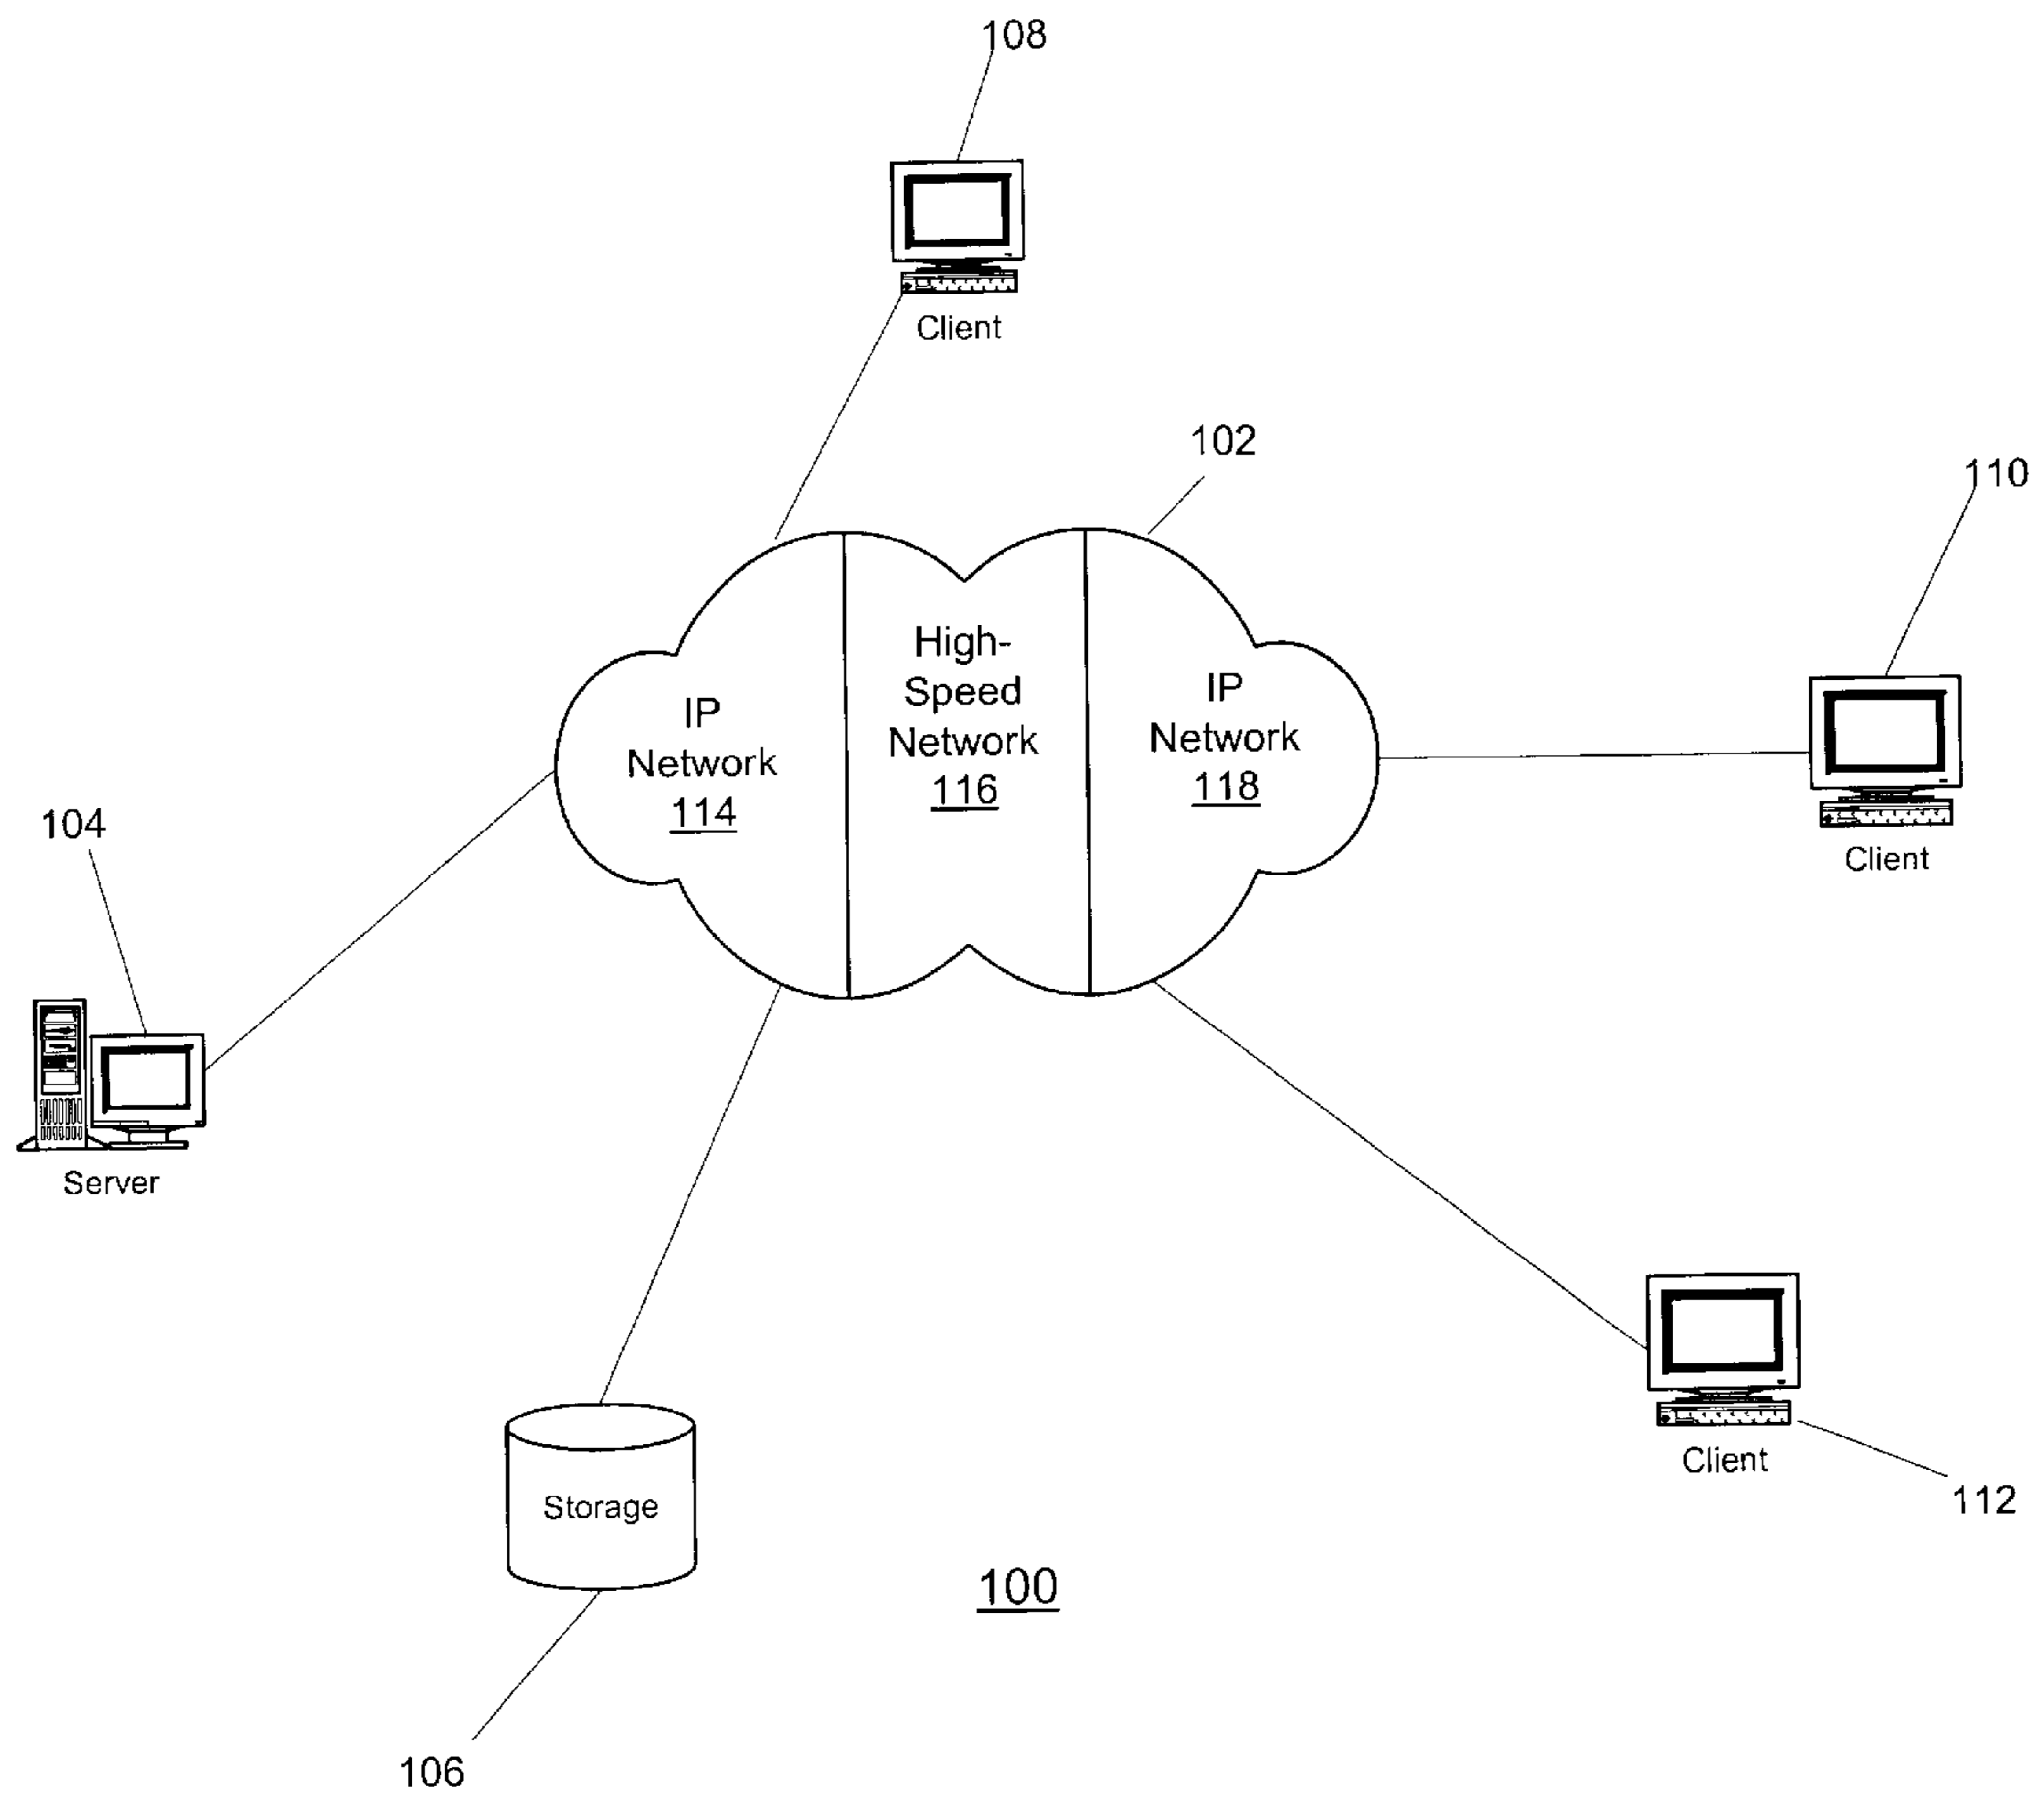 108
Client
102
110
High-
Speed
Network
116
IP
Network
114
IP
Network
118
104
Client
Server
Client
112
Storage
100
106